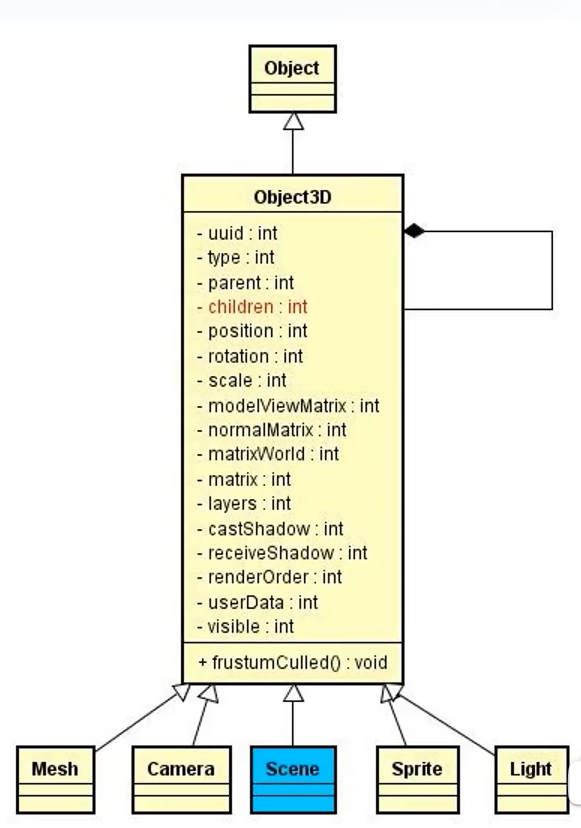 Object
Object3D
- uuid : int
- type : int
- parent : int
- children : int
- position : int
- rotation : int
- scale : int
- modelViewMatrix : int
- normalMatrix : int
- matrixWorld : int
- matrix : int
- layers : int
- castShadow : int
- receiveShadow : int
- renderOrder : int
- userData : int
- visible : int
+ frustumCulled() : void
Mesh
Camera
Scene
Sprite
Light